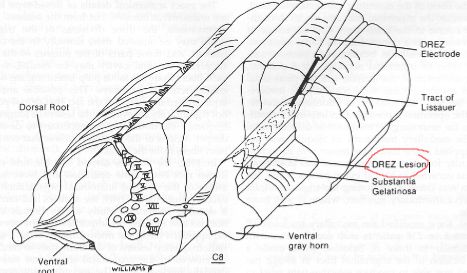 DREZ
Electrode
Dorsal Root
Tract of
Lissauer
DREZ Lesion
Substantia
Gelatinosa
Ventral
gray horn
Ventral
root
C8
WILLIAMS